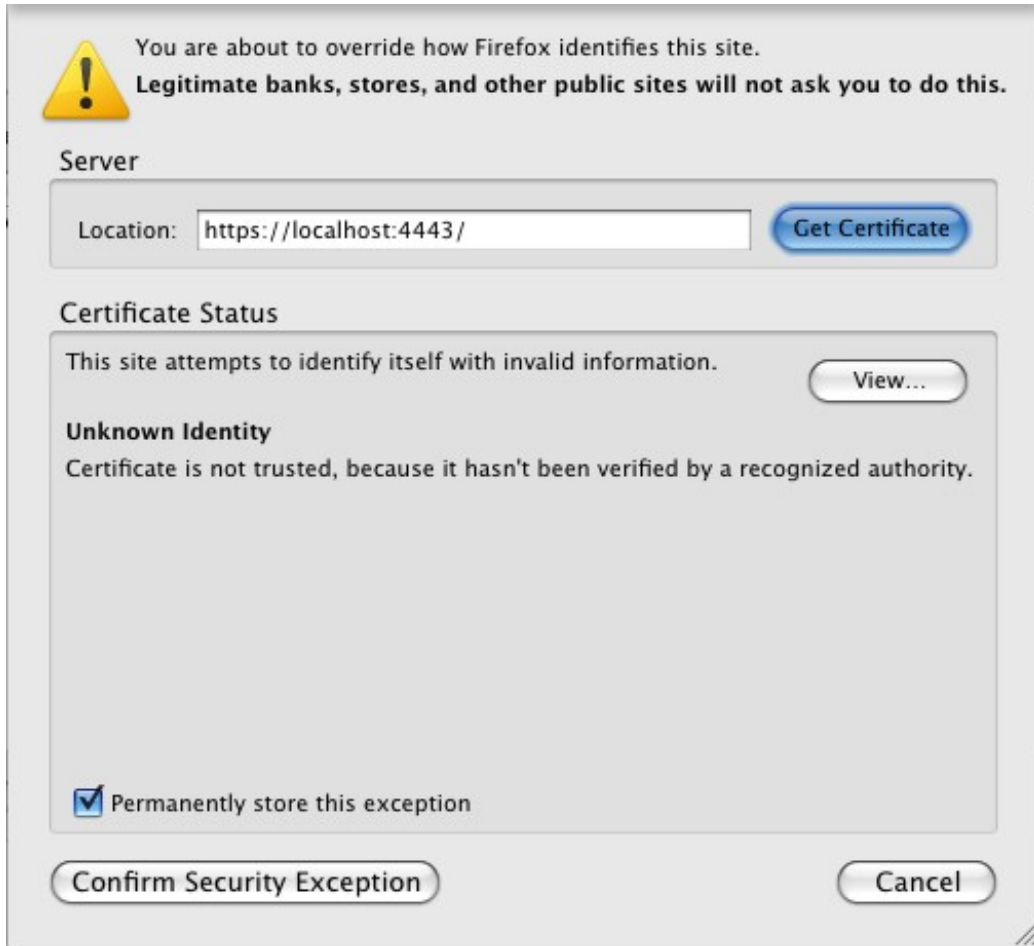 You are about to override how Firefox identifies this site.
Legitimate banks, stores, and other public sites will not ask you to do this.
Server
Location: https://localhost:4443/ Get Certificate
Certificate Status
This site attempts to identify itself with invalid information.
View...
Unknown Identity
Certificate is not trusted, because it hasn't been verified by a recognized authority.
Permanently store this exception
Confirm Security Exception Cancel